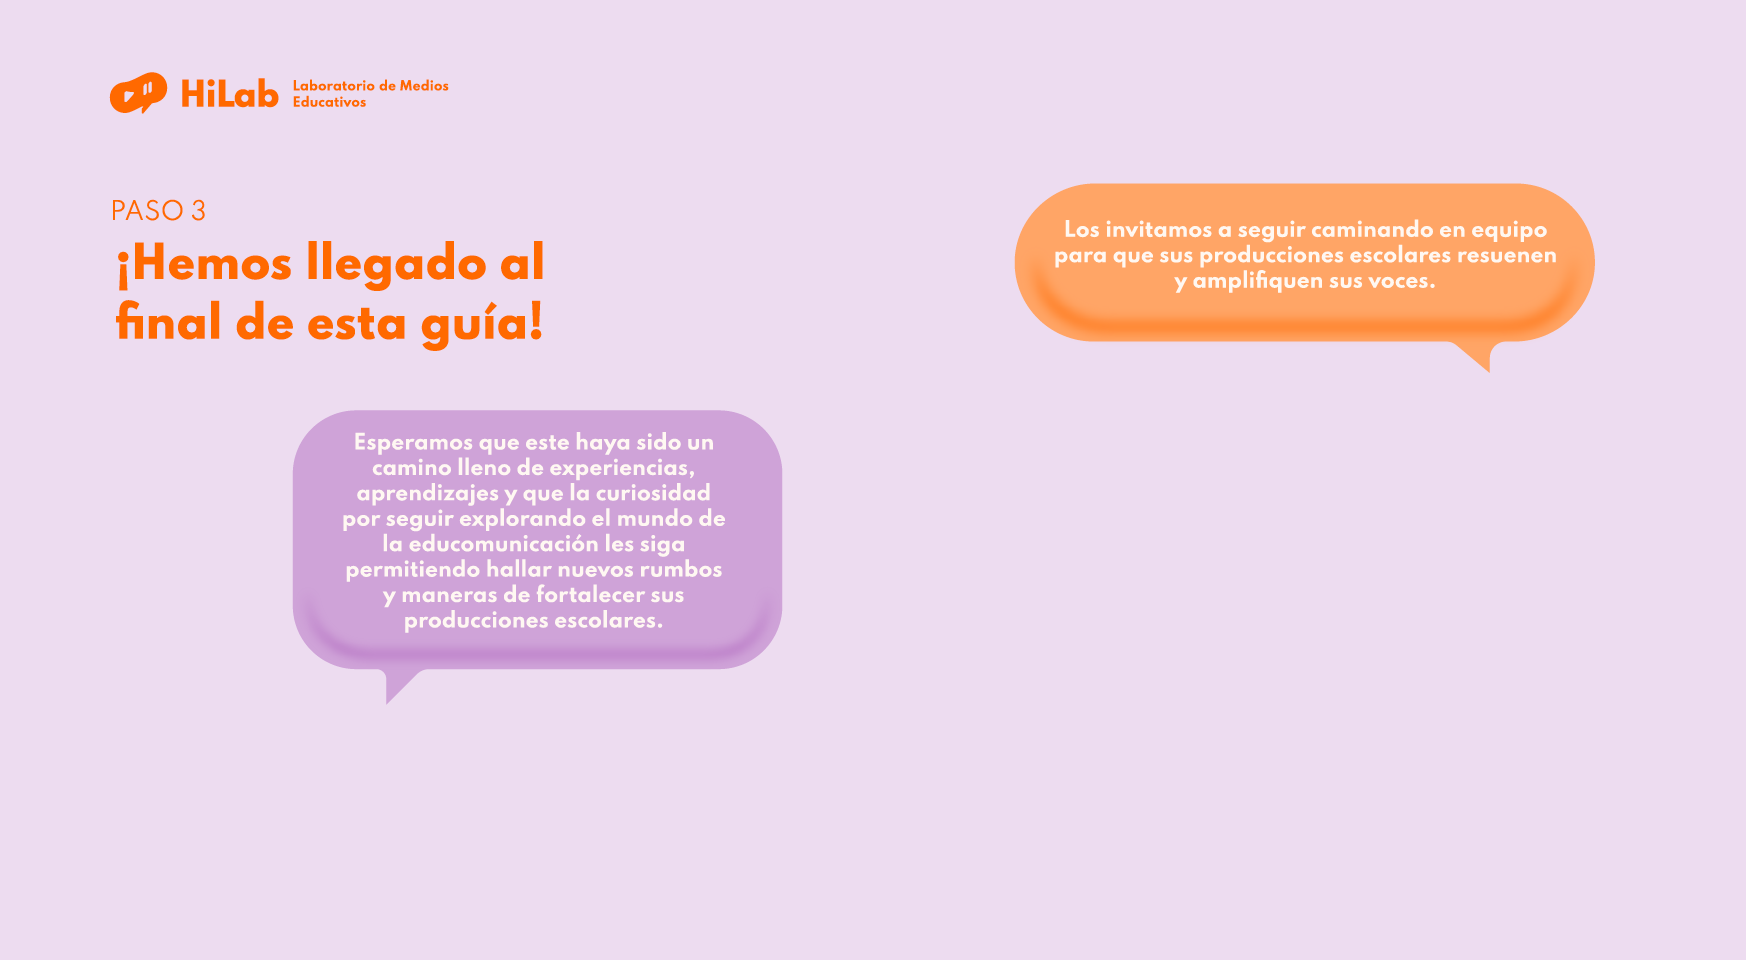 HiLab
Laboratorio de Medios
Educativos
PASO 3
¡Hemos llegado al
final de esta guía!
Esperamos que este haya sido un
camino lleno de experiencias,
aprendizajes y que la curiosidad
por seguir explorando el mundo de
la educomunicación les siga
permitiendo hallar nuevos rumbos
y maneras de fortalecer sus
producciones escolares.
Los invitamos a seguir caminando en equipo
para que sus producciones escolares resuenen
y amplifiquen sus voces.